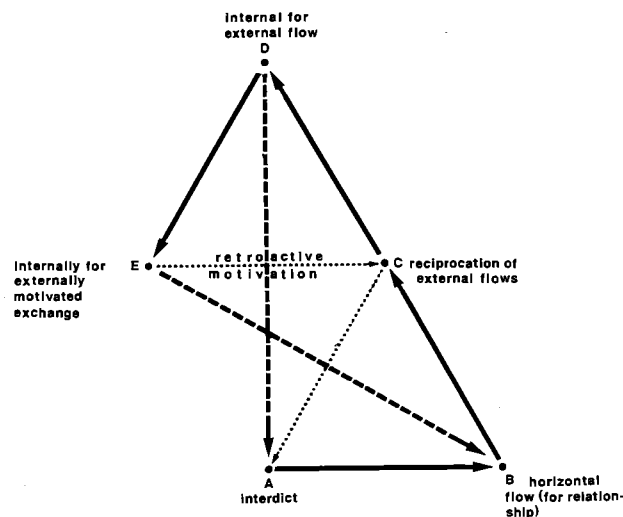 internal for
external flow
D
E
internally for
externally
motivated
exchange
retroactive
motivation
C reciprocation of
external flows
A
interdict
B horizontal
flow (for relation-
ship)